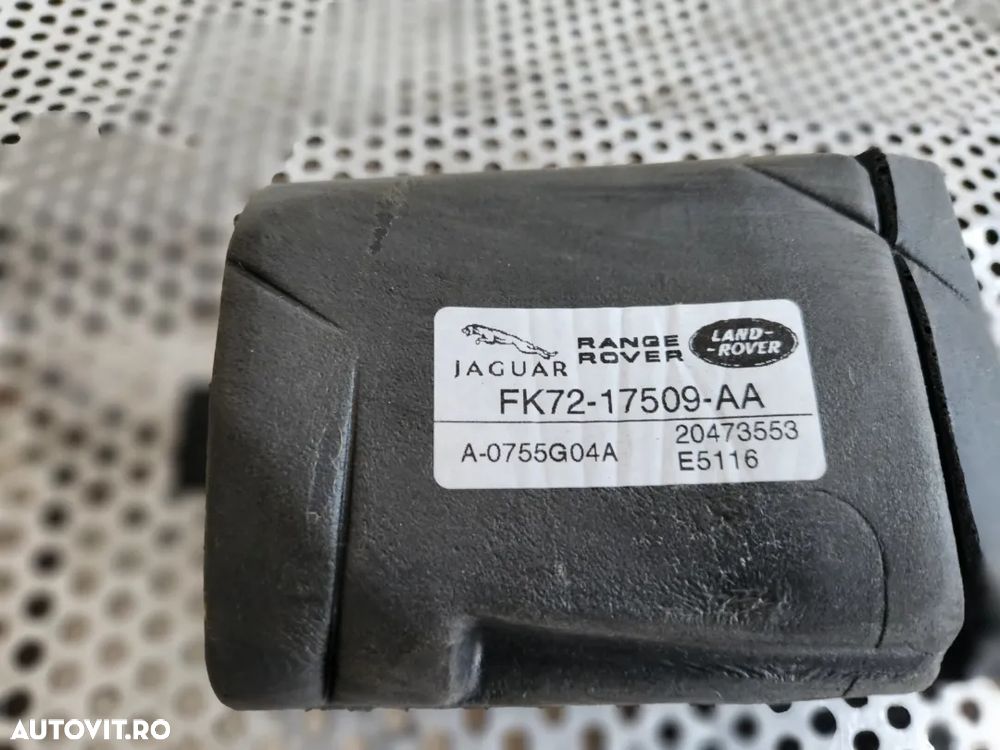 JAGUAR
RANGE
ROVER
LAND-
-ROVER
FK72-17509-AA
A-0755G04A
20473553
E5116
AUTOVIT.RO